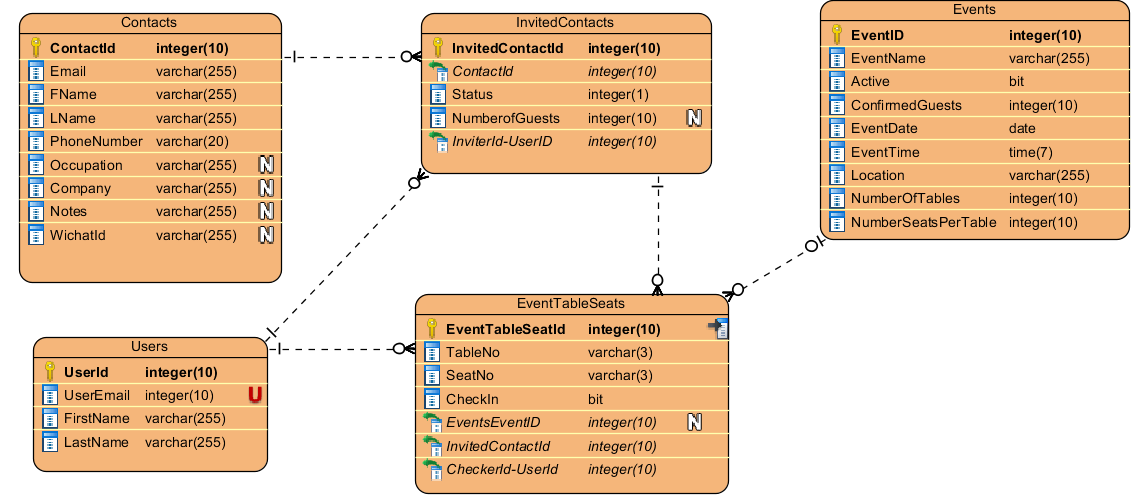 Contacts
ContactId integer(10)
Email varchar(255)
FName varchar(255)
LName varchar(255)
PhoneNumber varchar(20)
Occupation varchar(255) N
Company varchar(255) N
Notes varchar(255) N
WichatId varchar(255) N
InvitedContacts
InvitedContactId integer(10)
ContactId integer(10)
Status integer(1)
NumberofGuests integer(10) N
InviterId-UserID integer(10)
Events
EventID integer(10)
EventName varchar(255)
Active bit
ConfirmedGuests integer(10)
EventDate date
EventTime time(7)
Location varchar(255)
NumberOfTables integer(10)
NumberSeatsPerTable integer(10)
Users
UserId integer(10)
UserEmail integer(10) U
FirstName varchar(255)
LastName varchar(255)
EventTableSeats
EventTableSeatId integer(10)
TableNo varchar(3)
SeatNo varchar(3)
CheckIn bit
EventsEventID integer(10) N
InvitedContactId integer(10)
CheckerId-UserId integer(10)